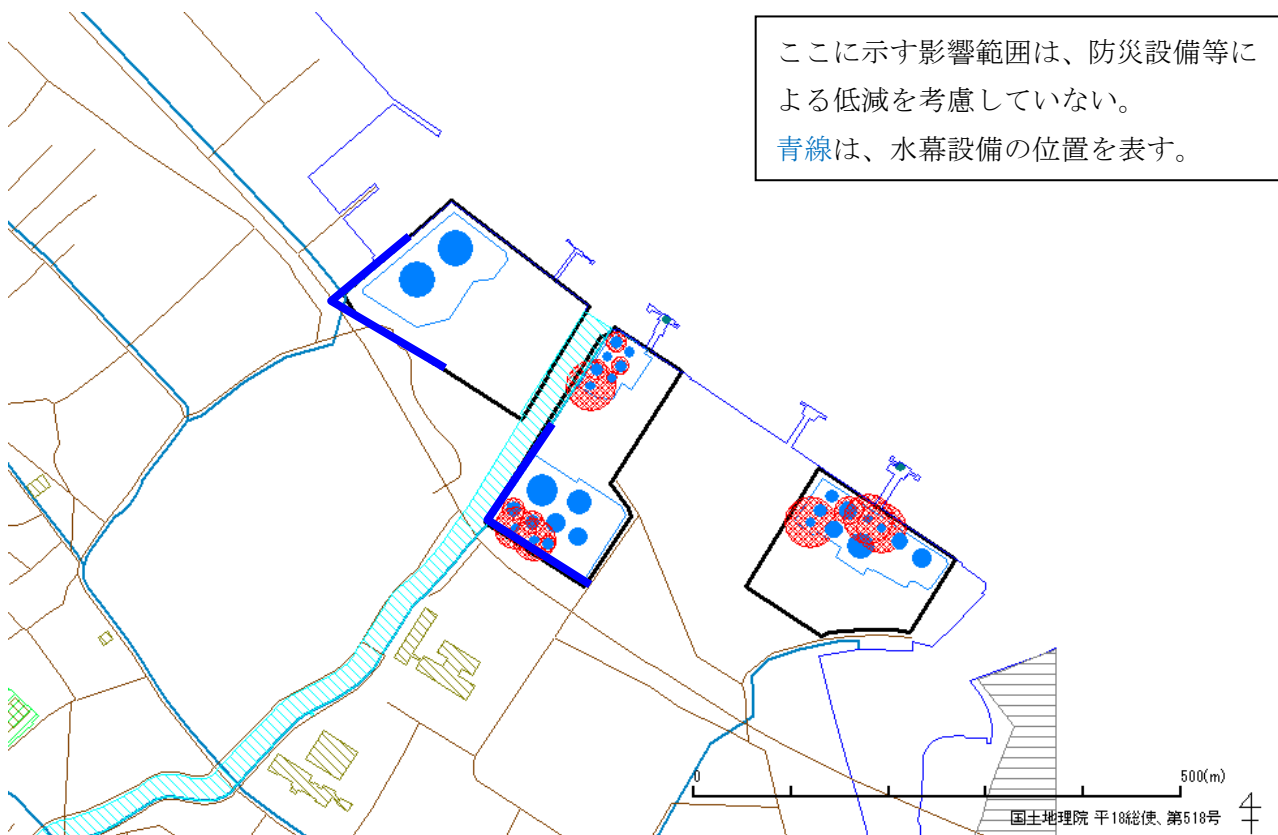 ここに示す影響範囲は、防災設備等に
よる低減を考慮していない。
青線は、水幕設備の位置を表す。
0 500(m)
国土地理院 平18総使、第518号